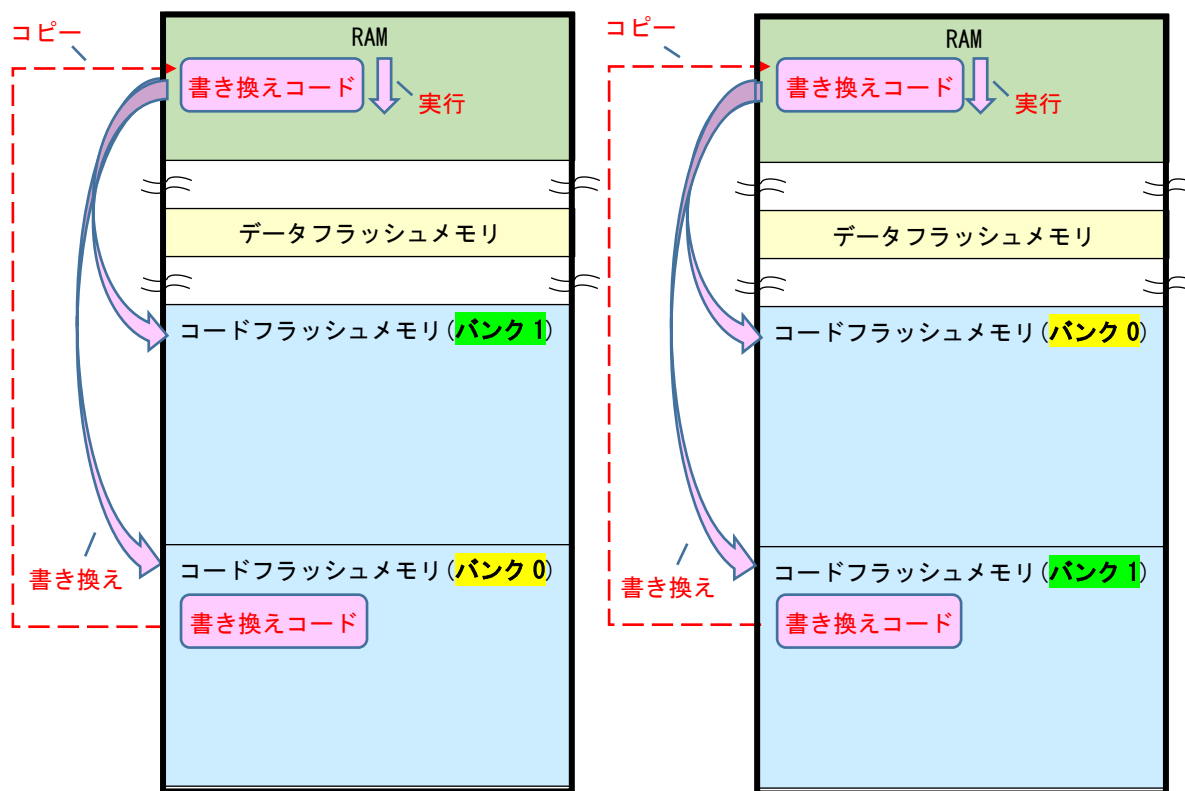 コピー
RAM
書き換えコード
実行
データフラッシュメモリ
コードフラッシュメモリ(バンク 1)
書き換え
コードフラッシュメモリ(バンク 0)
書き換えコード
コピー
RAM
書き換えコード
実行
データフラッシュメモリ
コードフラッシュメモリ(バンク 0)
書き換え
コードフラッシュメモリ(バンク 1)
書き換えコード